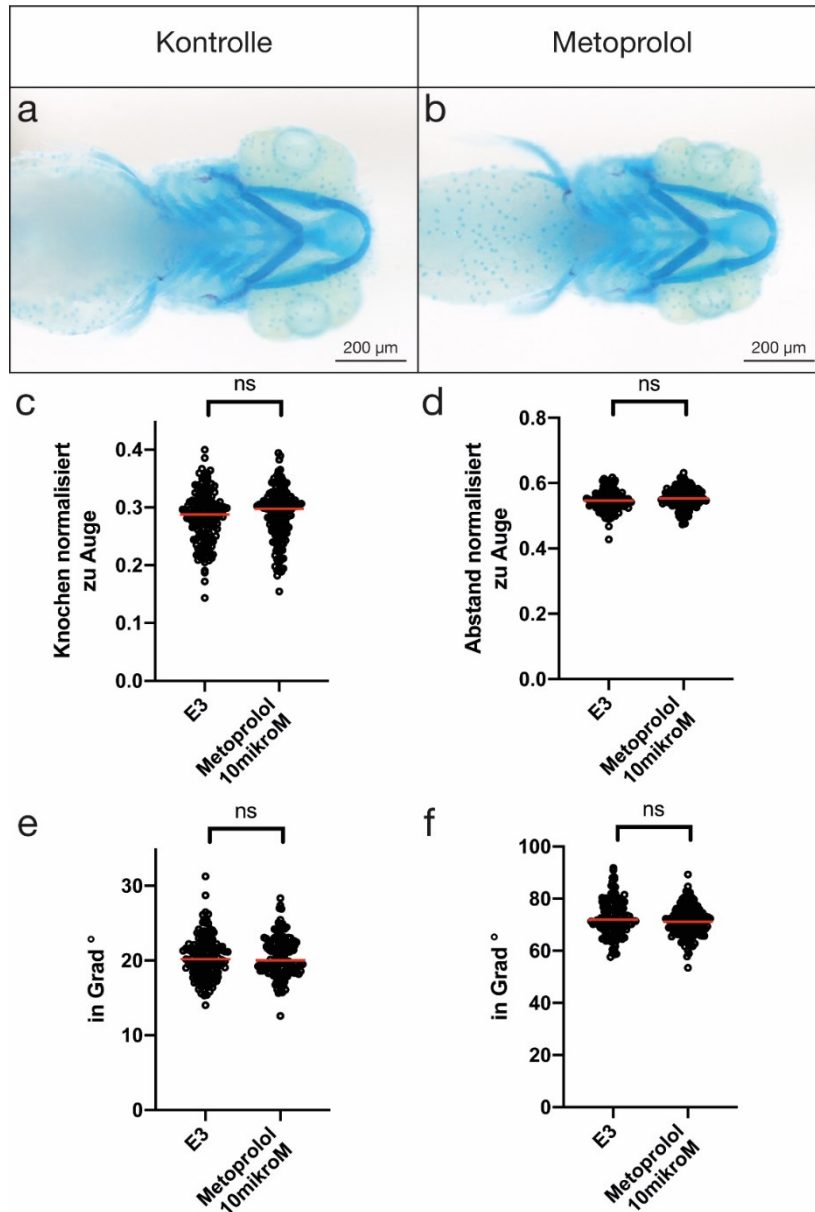 Kontrolle
Metoprolol
a
b
200 µm
200 µm
c
ns
Knochen normalisiert
zu Auge
0.4
0.3
0.2
0.1
0.0
E3
Metoprolol
10mikroM
d
ns
Abstand normalisiert
zu Auge
0.8
0.6
0.4
0.2
0.0
E3
Metoprolol
10mikroM
e
ns
in Grad °
30
20
10
0
E3
Metoprolol
10mikroM
f
ns
in Grad °
100
80
60
40
20
0
E3
Metoprolol
10mikroM